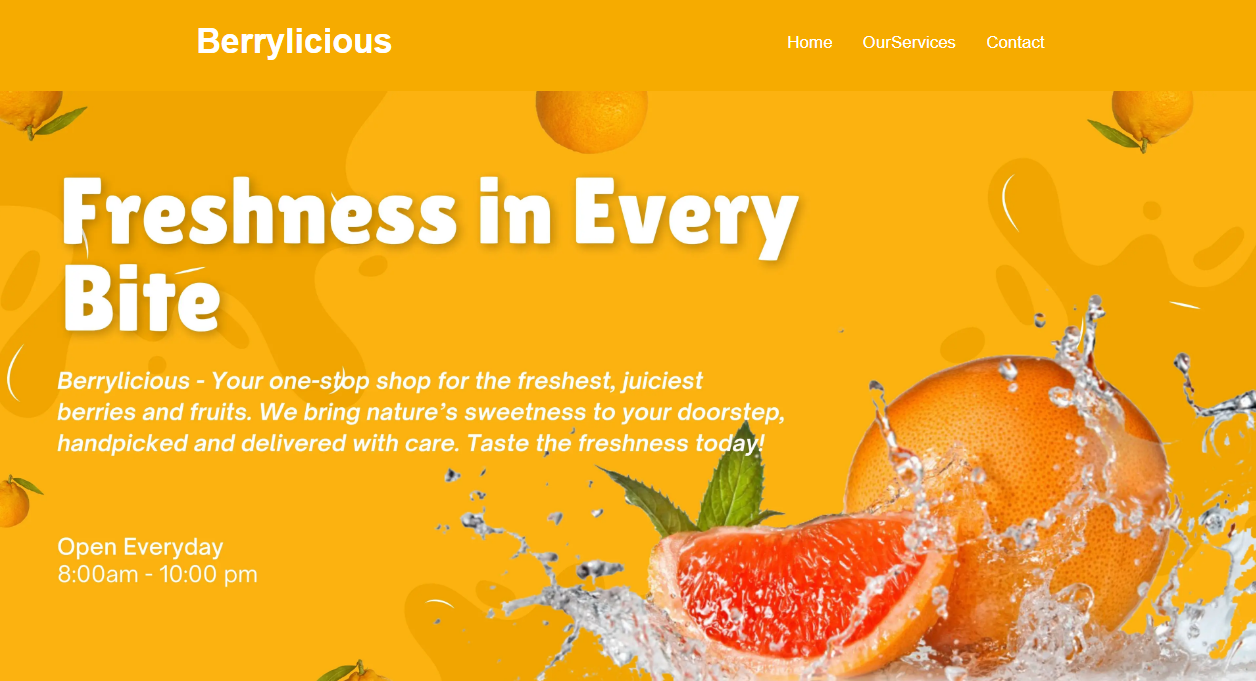 Berrylicious
Home OurServices Contact
Freshness in Every
Bite
Berrylicious - Your one-stop shop for the freshest, juiciest
berries and fruits. We bring nature’s sweetness to your doorstep,
handpicked and delivered with care. Taste the freshness today!
Open Everyday
8:00am - 10:00 pm